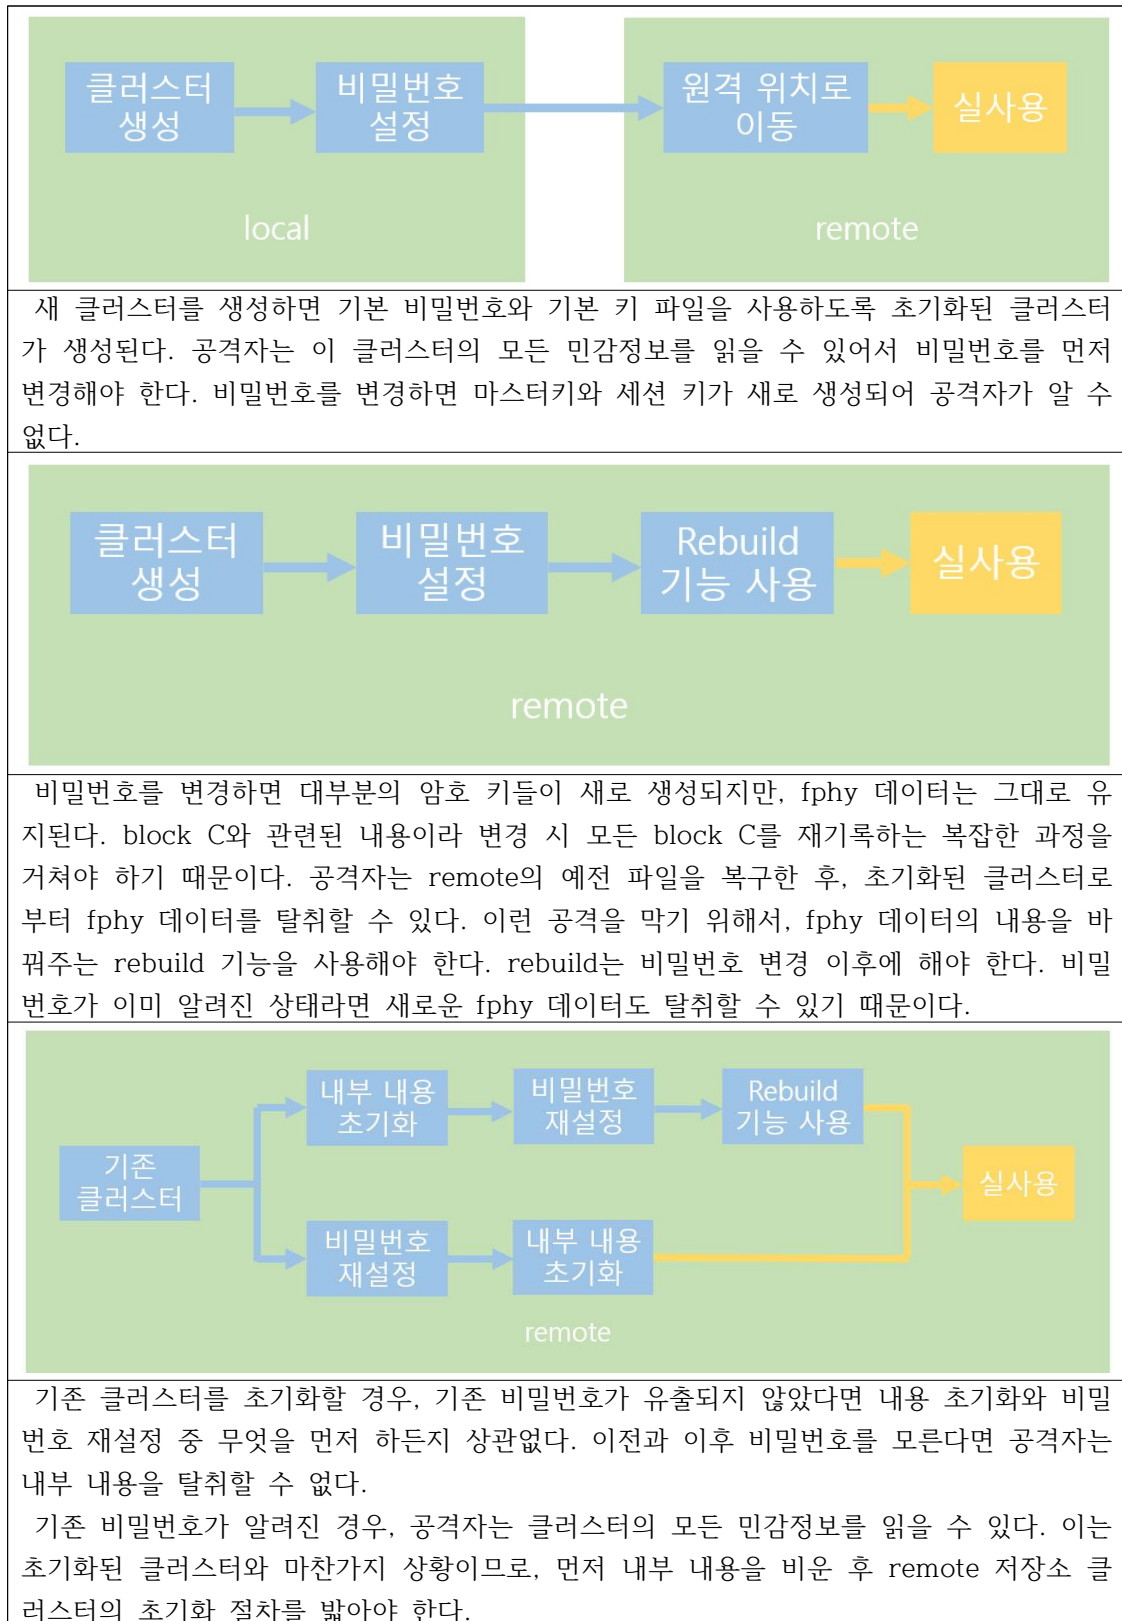 클러스터
생성
비밀번호
설정
원격 위치로
이동
실사용
local
remote
새 클러스터를 생성하면 기본 비밀번호와 기본 키 파일을 사용하도록 초기화된 클러스터
가 생성된다. 공격자는 이 클러스터의 모든 민감정보를 읽을 수 있어서 비밀번호를 먼저
변경해야 한다. 비밀번호를 변경하면 마스터키와 세션 키가 새로 생성되어 공격자가 알 수
없다.
클러스터
생성
비밀번호
설정
Rebuild
기능 사용
실사용
remote
비밀번호를 변경하면 대부분의 암호 키들이 새로 생성되지만, fphy 데이터는 그대로 유
지된다. block C와 관련된 내용이라 변경 시 모든 block C를 재기록하는 복잡한 과정을
거쳐야 하기 때문이다. 공격자는 remote의 예전 파일을 복구한 후, 초기화된 클러스터로
부터 fphy 데이터를 탈취할 수 있다. 이런 공격을 막기 위해서, fphy 데이터의 내용을 바
꿔주는 rebuild 기능을 사용해야 한다. rebuild는 비밀번호 변경 이후에 해야 한다. 비밀
번호가 이미 알려진 상태라면 새로운 fphy 데이터도 탈취할 수 있기 때문이다.
기존
클러스터
내부 내용
초기화
비밀번호
재설정
Rebuild
기능 사용
비밀번호
재설정
내부 내용
초기화
실사용
remote
기존 클러스터를 초기화할 경우, 기존 비밀번호가 유출되지 않았다면 내용 초기화와 비밀
번호 재설정 중 무엇을 먼저 하든지 상관없다. 이전과 이후 비밀번호를 모른다면 공격자는
내부 내용을 탈취할 수 없다.
기존 비밀번호가 알려진 경우, 공격자는 클러스터의 모든 민감정보를 읽을 수 있다. 이는
초기화된 클러스터와 마찬가지 상황이므로, 먼저 내부 내용을 비운 후 remote 저장소 클
러스터의 초기화 절차를 밟아야 한다.